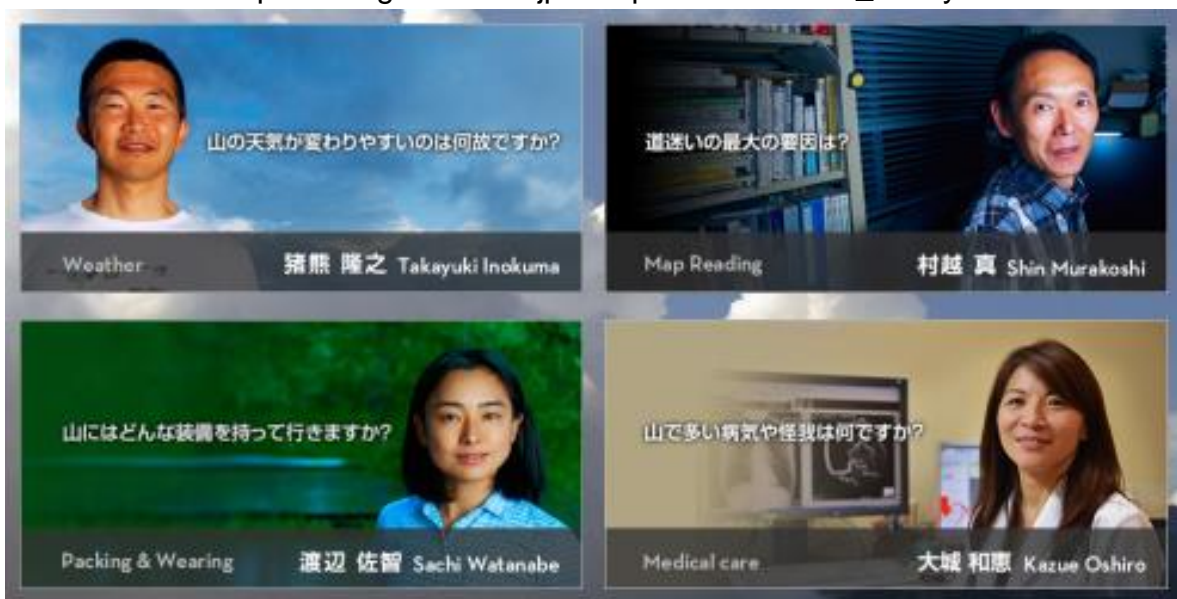 山の天気が変わりやすいのは何故ですか?
Weather
猪熊 隆之 Takayuki Inokuma
道迷いの最大の要因は?
Map Reading
村越 真 Shin Murakoshi
山にはどんな装備を持って行きますか?
Packing & Wearing
渡辺 佐智 Sachi Watanabe
山で多い病気や怪我は何ですか?
Medical care
大城 和恵 Kazue Oshiro